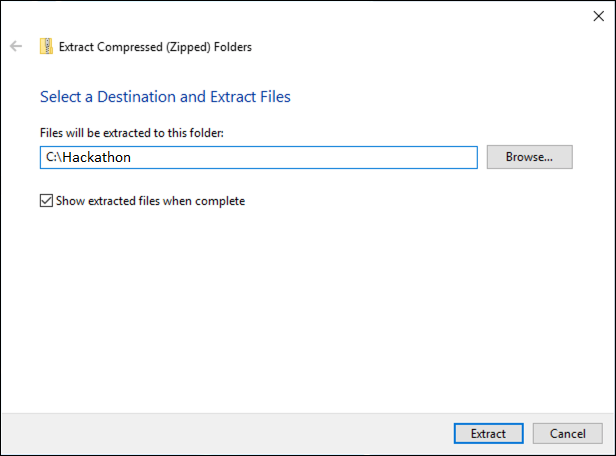 Extract Compressed (Zipped) Folders
Select a Destination and Extract Files
Files will be extracted to this folder:
C:\Hackathon
Browse...
Show extracted files when complete
Extract
Cancel